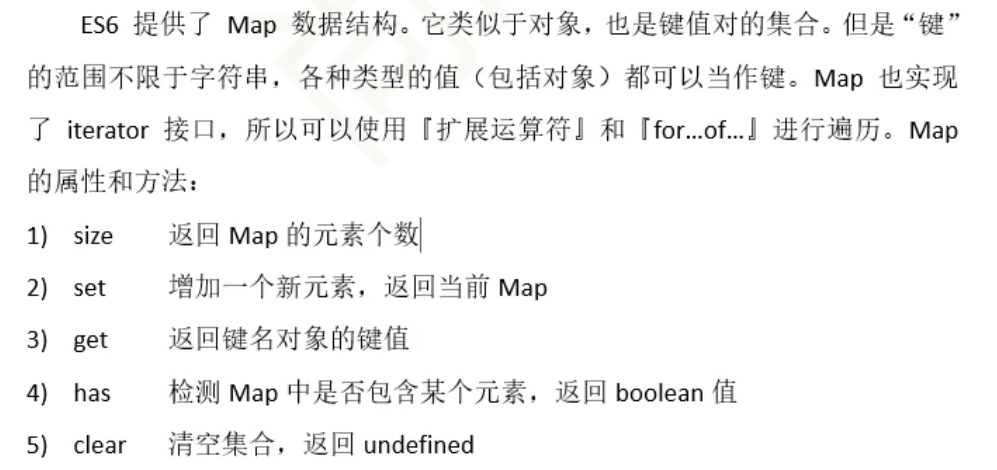 ES6 提供了 Map 数据结构。它类似于对象，也是键值对的集合。但是“键”
的范围不限于字符串，各种类型的值（包括对象）都可以当作键。Map 也实现
了 iterator 接口，所以可以使用『扩展运算符』和『for…of…』进行遍历。Map
的属性和方法：
1) size 返回 Map 的元素个数
2) set 增加一个新元素，返回当前 Map
3) get 返回键名对象的键值
4) has 检测 Map 中是否包含某个元素，返回 boolean 值
5) clear 清空集合，返回 undefined